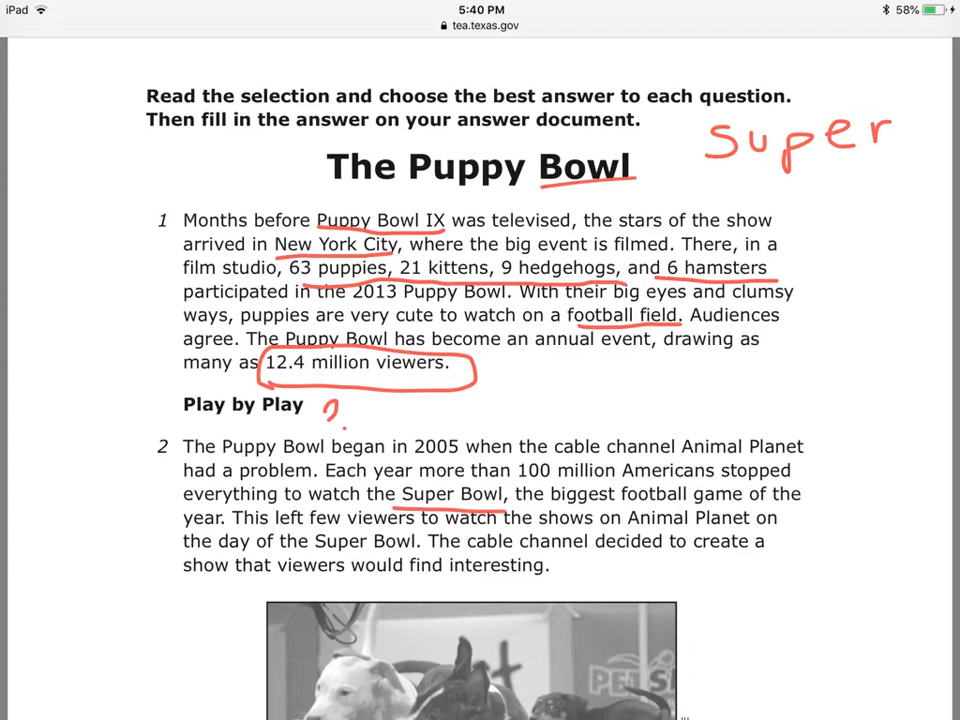 iPad 5:40 PM 58%
tea.texas.gov
Read the selection and choose the best answer to each question.
Then fill in the answer on your answer document.
super
The Puppy Bowl
1 Months before Puppy Bowl IX was televised, the stars of the show
arrived in New York City, where the big event is filmed. There, in a
film studio, 63 puppies, 21 kittens, 9 hedgehogs, and 6 hamsters
participated in the 2013 Puppy Bowl. With their big eyes and clumsy
ways, puppies are very cute to watch on a football field. Audiences
agree. The Puppy Bowl has become an annual event, drawing as
many as 12.4 million viewers.
Play by Play ?
2 The Puppy Bowl began in 2005 when the cable channel Animal Planet
had a problem. Each year more than 100 million Americans stopped
everything to watch the Super Bowl, the biggest football game of the
year. This left few viewers to watch the shows on Animal Planet on
the day of the Super Bowl. The cable channel decided to create a
show that viewers would find interesting.